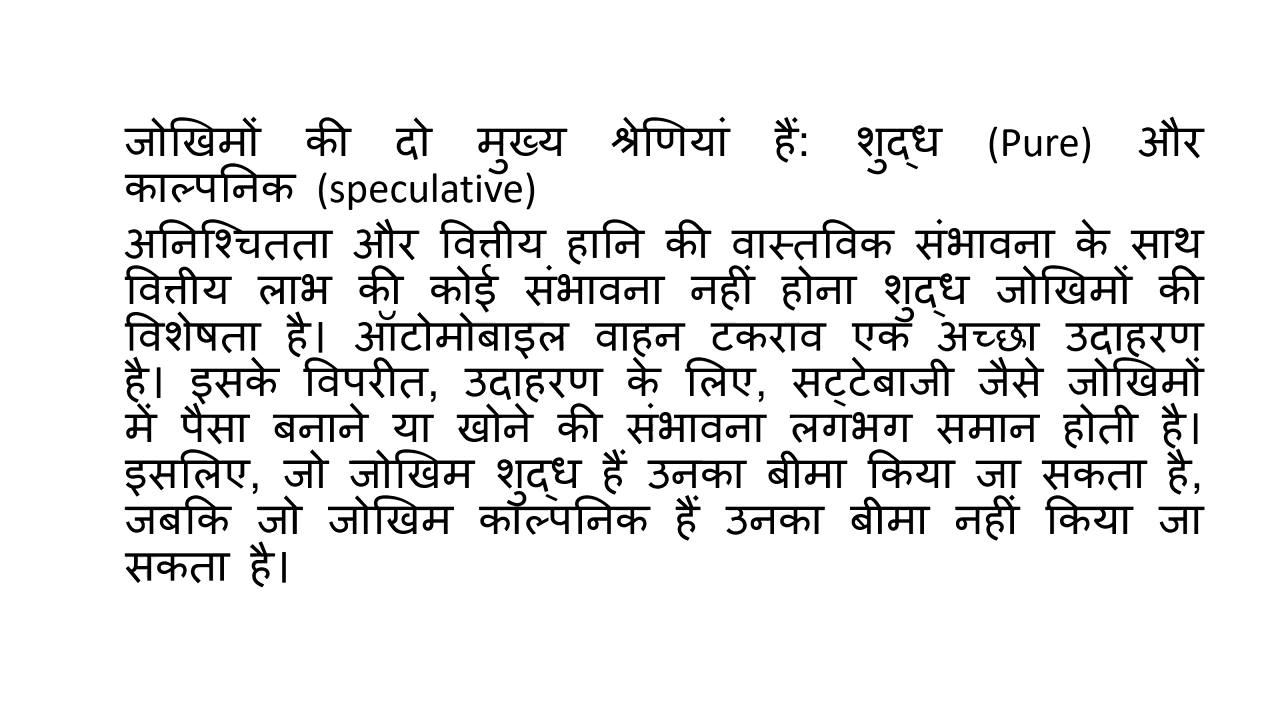 जोखिमों की दो मुख्य श्रेणियां हैं: शुद्ध (Pure) और
काल्पनिक (speculative)
अनिश्चितता और वित्तीय हानि की वास्तविक संभावना के साथ
वित्तीय लाभ की कोई संभावना नहीं होना शुद्ध जोखिमों की
विशेषता है। ऑटोमोबाइल वाहन टकराव एक अच्छा उदाहरण
है। इसके विपरीत, उदाहरण के लिए, सट्टेबाजी जैसे जोखिमों
में पैसा बनाने या खोने की संभावना लगभग समान होती है।
इसलिए, जो जोखिम शुद्ध हैं उनका बीमा किया जा सकता है,
जबकि जो जोखिम काल्पनिक हैं उनका बीमा नहीं किया जा
सकता है।